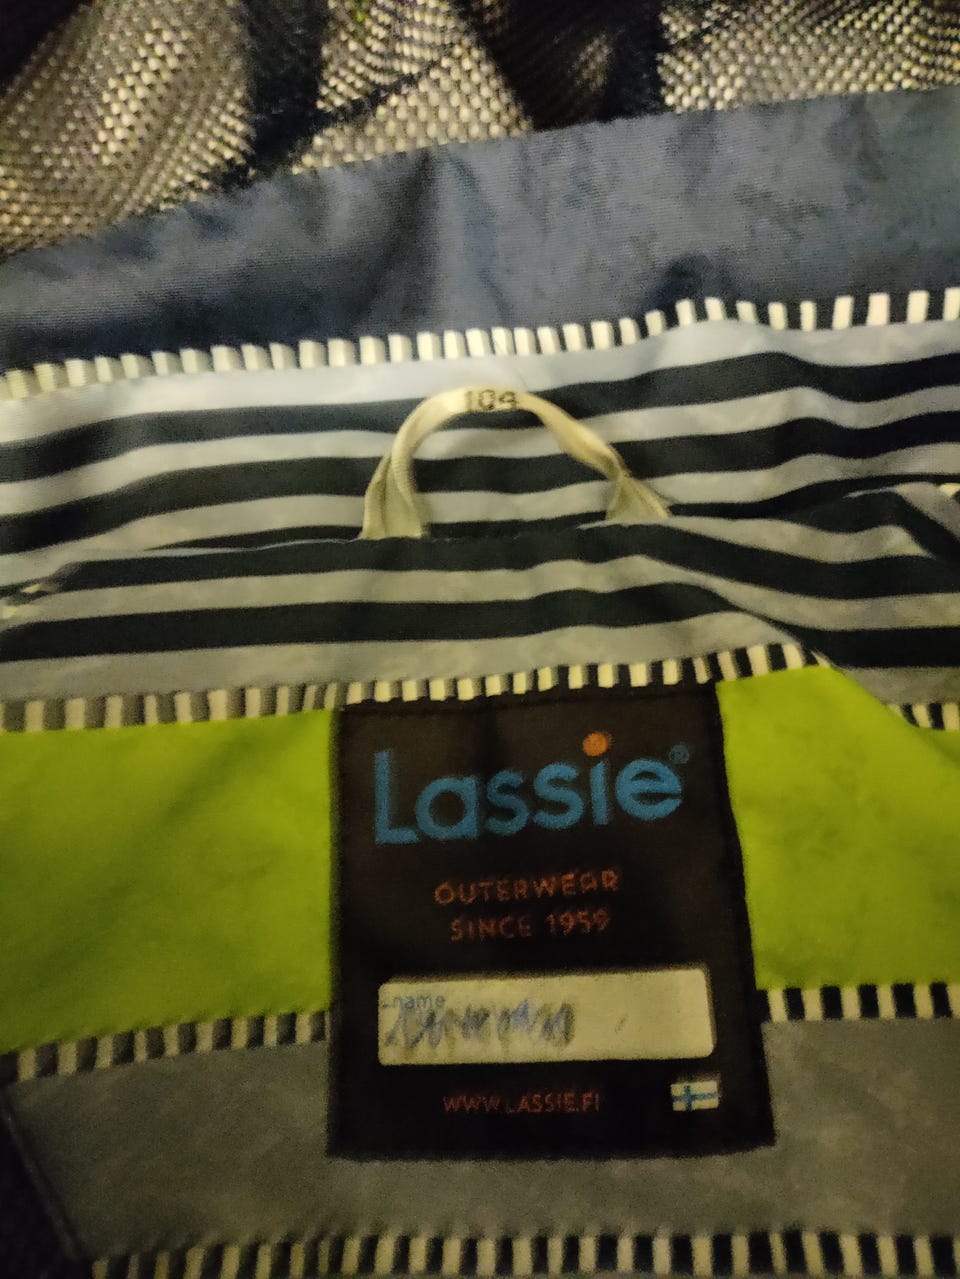 104
Lassie®
OUTERWEAR
SINCE 1959
name
WWW.LASSIE.FI